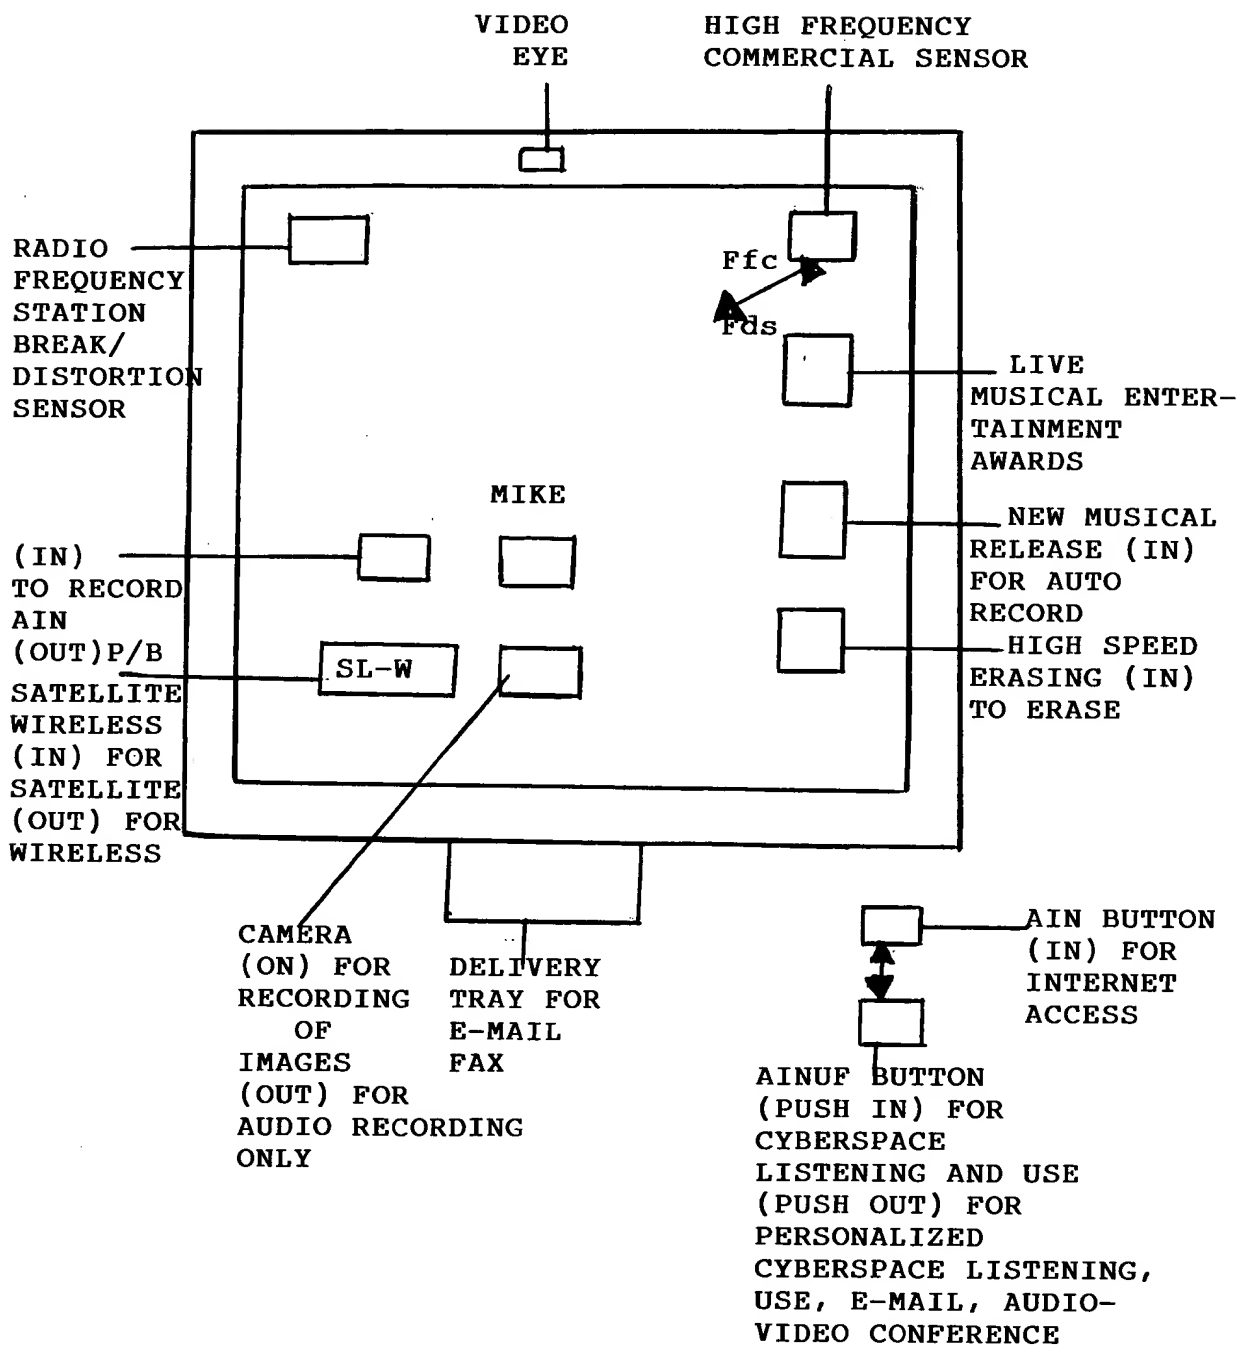 VIDEO
EYE
HIGH FREQUENCY
COMMERCIAL SENSOR
RADIO
FREQUENCY
STATION
BREAK/
DISTORTION
SENSOR
Ffc
Fds
LIVE
MUSICAL ENTER-
TAINMENT
AWARDS
MIKE
NEW MUSICAL
RELEASE (IN)
FOR AUTO
RECORD
(IN)
TO RECORD
AIN
(OUT)P/B
SL-W
HIGH SPEED
ERASING (IN)
TO ERASE
SATELLITE
WIRELESS
(IN) FOR
SATELLITE
(OUT) FOR
WIRELESS
CAMERA
(ON) FOR
RECORDING
OF
IMAGES
(OUT) FOR
AUDIO RECORDING
ONLY
DELIVERY
TRAY FOR
E-MAIL
FAX
AIN BUTTON
(IN) FOR
INTERNET
ACCESS
AINUF BUTTON
(PUSH IN) FOR
CYBERSPACE
LISTENING AND USE
(PUSH OUT) FOR
PERSONALIZED
CYBERSPACE LISTENING,
USE, E-MAIL, AUDIO-
VIDEO CONFERENCE